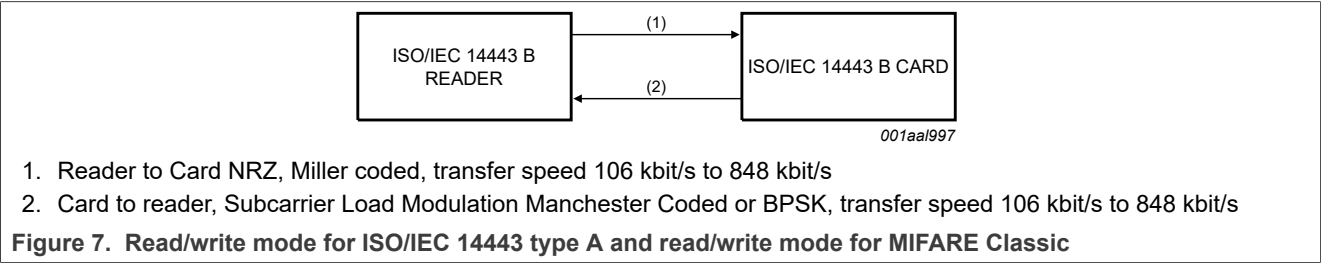 (1)
ISO/IEC 14443 B
READER
ISO/IEC 14443 B CARD
(2)
001aal997
1. Reader to Card NRZ, Miller coded, transfer speed 106 kbit/s to 848 kbit/s
2. Card to reader, Subcarrier Load Modulation Manchester Coded or BPSK, transfer speed 106 kbit/s to 848 kbit/s
Figure 7. Read/write mode for ISO/IEC 14443 type A and read/write mode for MIFARE Classic